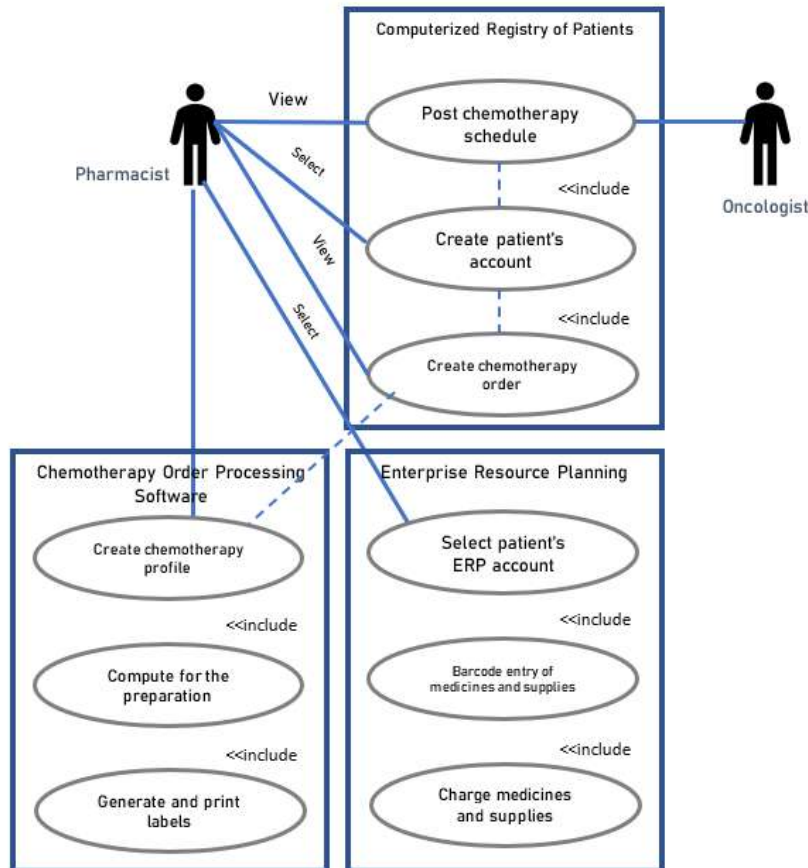 Computerized Registry of Patients
View
Post chemotherapy
schedule
Pharmacist
Oncologist
Select
<<include
Create patient's
account
View
<<include
Select
Create chemotherapy
order
Chemotherapy Order Processing
Software
Create chemotherapy
profile
<<include
Compute for the
preparation
<<include
Generate and print
labels
Enterprise Resource Planning
Select patient's
ERP account
<<include
Barcode entry of
medicines and supplies
<<include
Charge medicines
and supplies